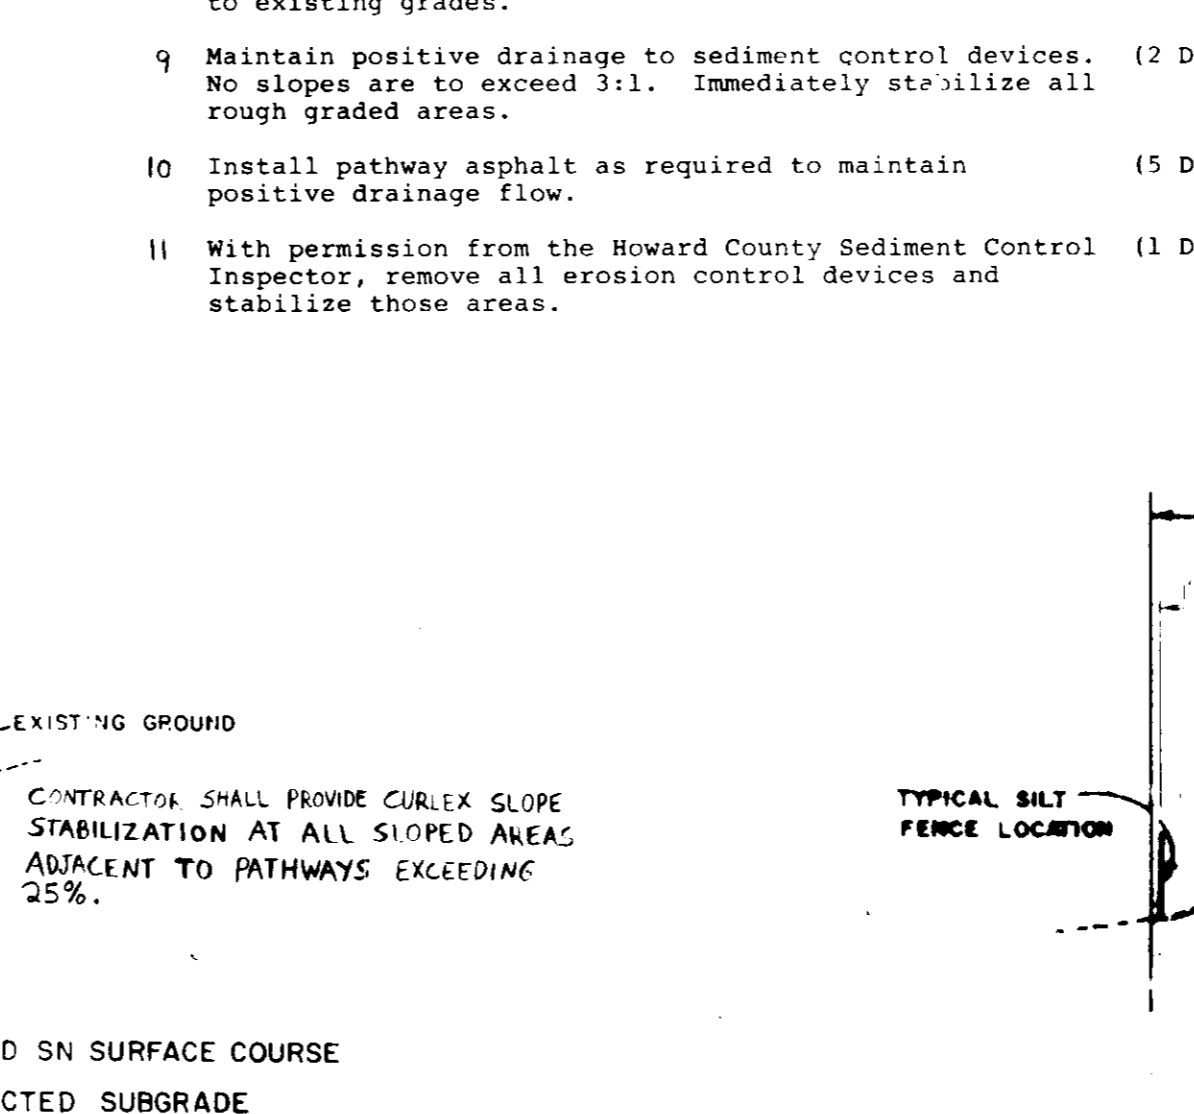 to existing grades.
9 Maintain positive drainage to sediment control devices. (2 D
No slopes are to exceed 3:1. Immediately stabilize all
rough graded areas.
10 Install pathway asphalt as required to maintain (5 D
positive drainage flow.
11 With permission from the Howard County Sediment Control (1 D
Inspector, remove all erosion control devices and
stabilize those areas.
EXISTING GROUND
CONTRACTOR SHALL PROVIDE CURLEX SLOPE
STABILIZATION AT ALL SLOPED AREAS
ADJACENT TO PATHWAYS EXCEEDING
25%.
TYPICAL SILT
FENCE LOCATION
D SN SURFACE COURSE
CTED SUBGRADE